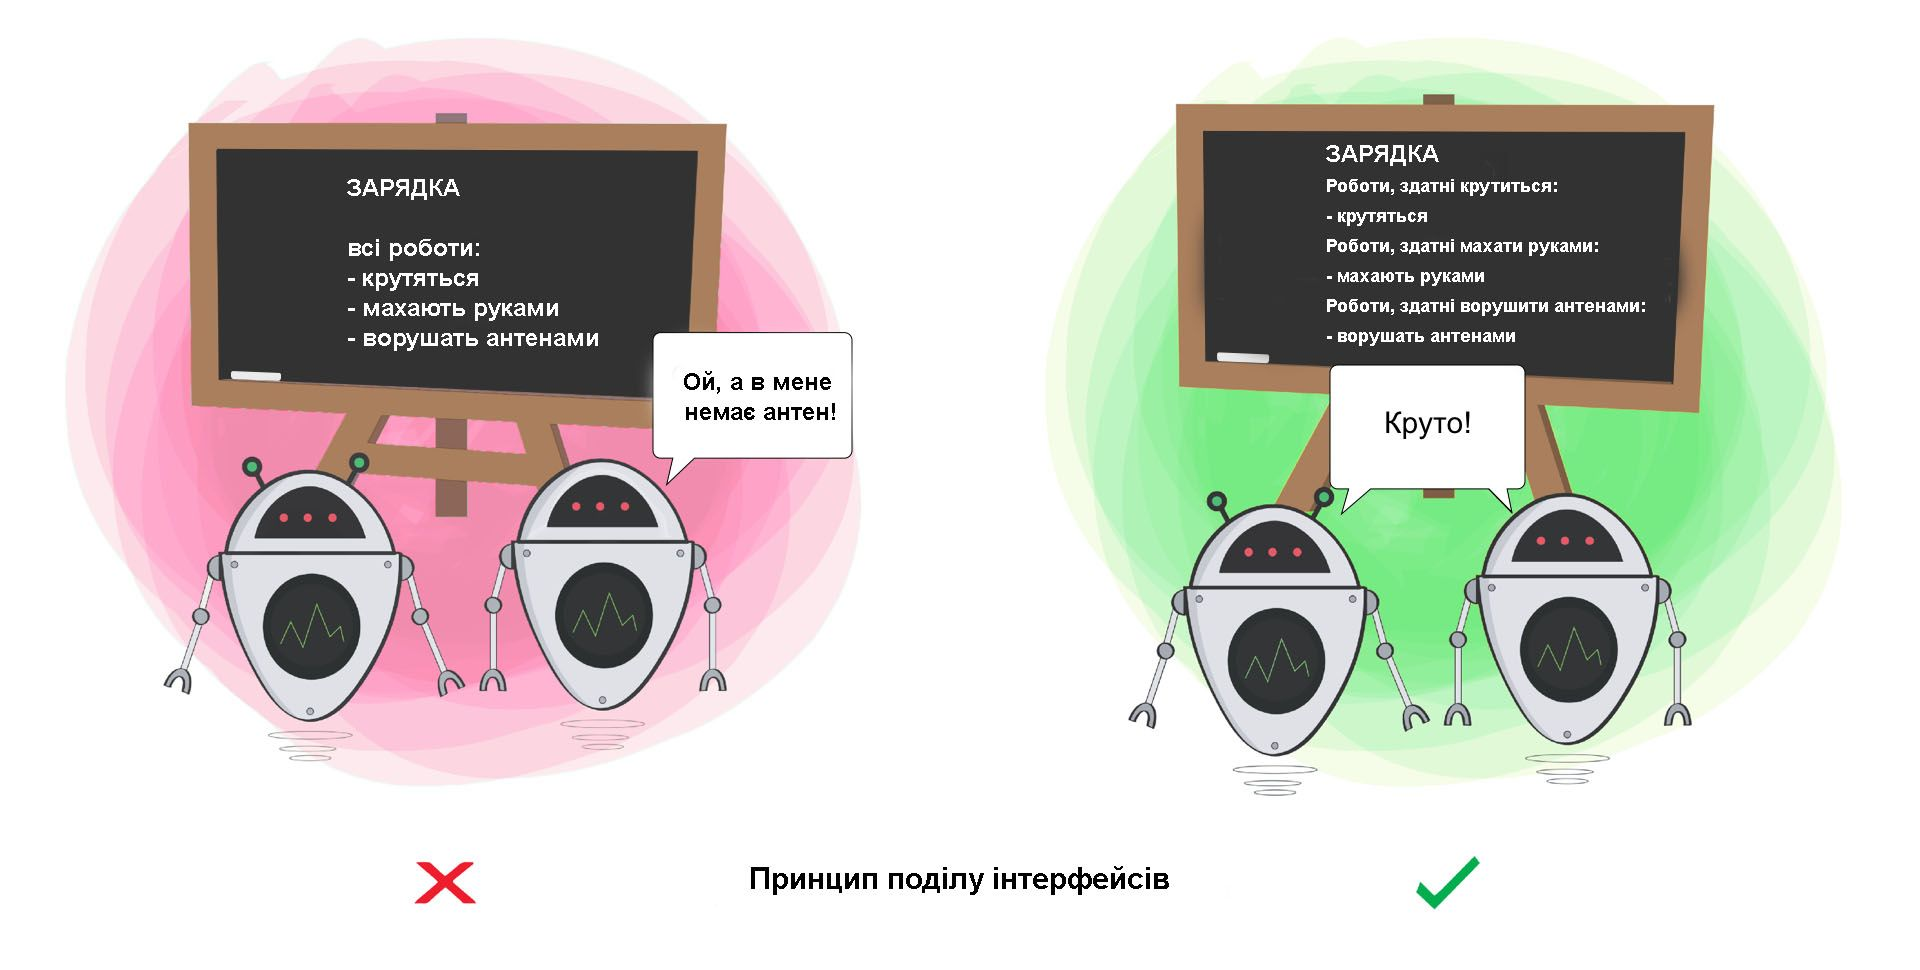 ЗАРЯДКА
всі роботи:
- крутяться
- махають руками
- ворушать антенами
Ой, а в мене
немає антен!
ЗАРЯДКА
Роботи, здатні крутиться:
- крутяться
Роботи, здатні махати руками:
- махають руками
Роботи, здатні ворушити антенами:
- ворушать антенами
Круто!
Принцип поділу інтерфейсів